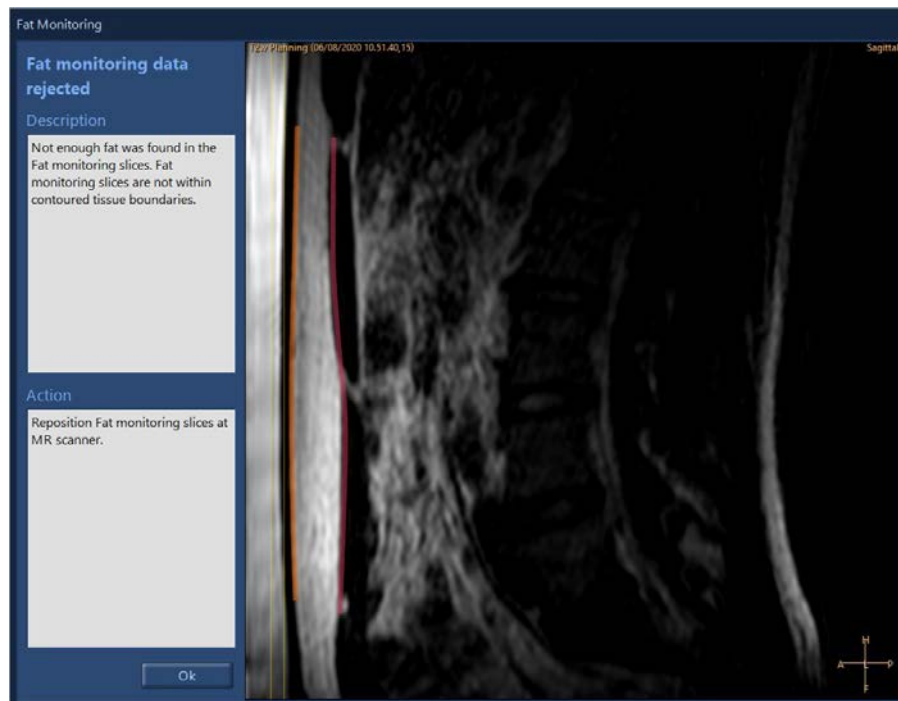 Fat Monitoring
Fat monitoring data
rejected
Description
Not enough fat was found in the
Fat monitoring slices. Fat
monitoring slices are not within
contoured tissue boundaries.
Action
Reposition Fat monitoring slices at
MR scanner.
Ok
T2w Planning (06/08/2020 10.51.40,15)
Sagittal
H
A L P
F